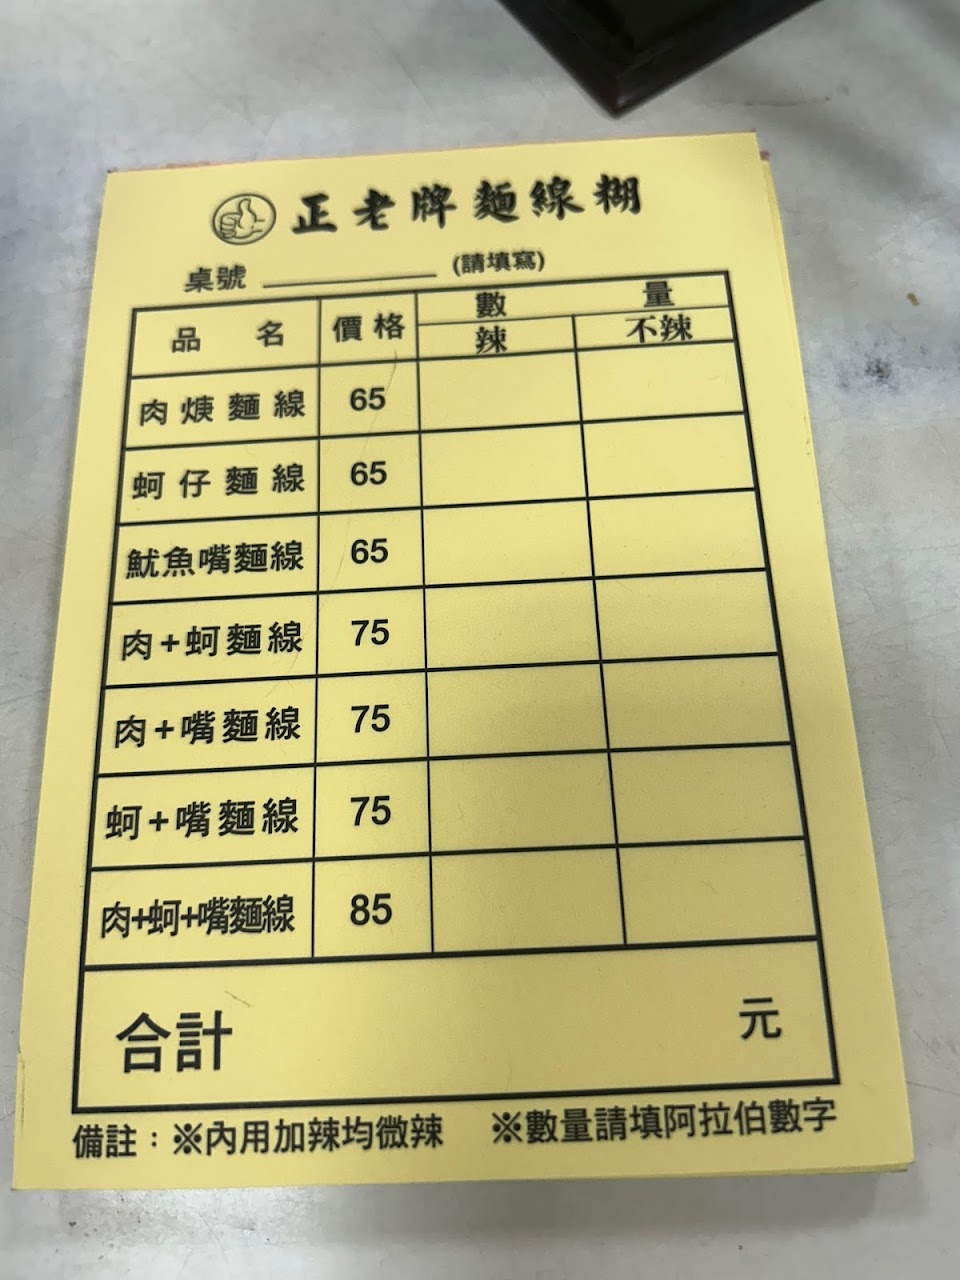 正老牌麵線糊
桌號 ＿＿＿＿＿ (請填寫)
品名 價格 數量
辣 不辣
肉焿麵線 65
蚵仔麵線 65
魷魚嘴麵線 65
肉+蚵麵線 75
肉+嘴麵線 75
蚵+嘴麵線 75
肉+蚵+嘴麵線 85
合計 元
備註：※內用加辣均微辣 ※數量請填阿拉伯數字